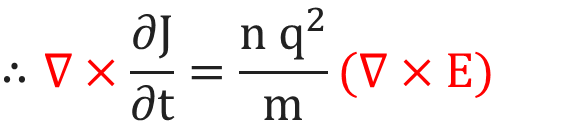 ∴ ∇ × ∂J/∂t = n q²/m (∇ × E)